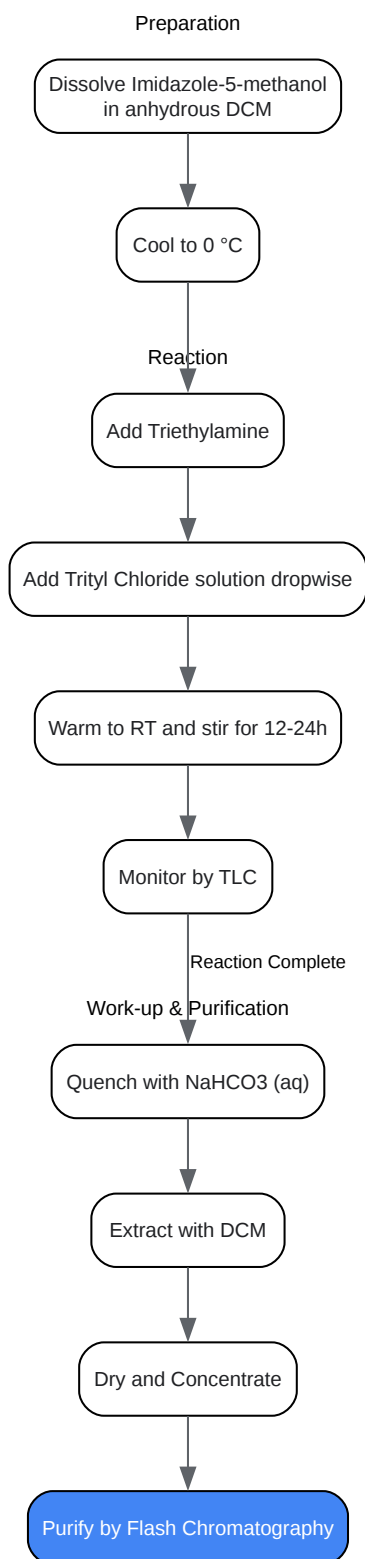 Preparation
Dissolve Imidazole-5-methanol
in anhydrous DCM
Cool to 0 °C
Reaction
Add Triethylamine
Add Trityl Chloride solution dropwise
Warm to RT and stir for 12-24h
Monitor by TLC
Reaction Complete
Work-up & Purification
Quench with NaHCO3 (aq)
Extract with DCM
Dry and Concentrate
Purify by Flash Chromatography